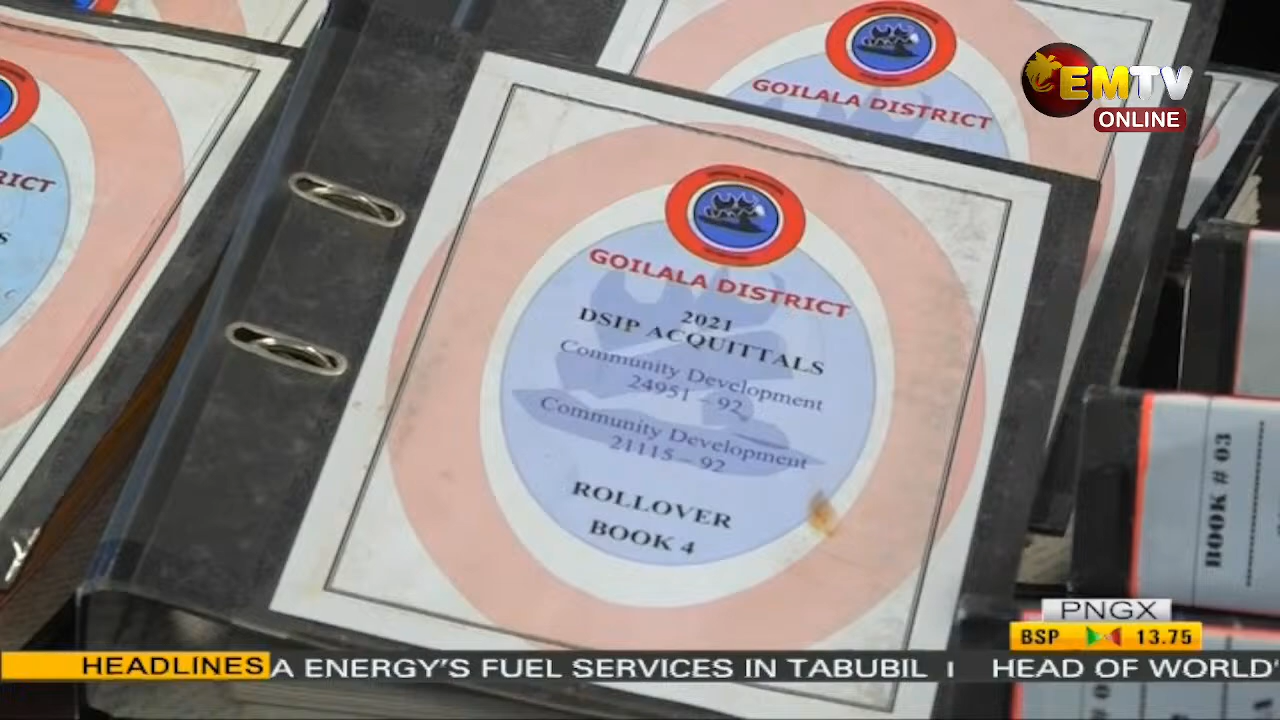 EMTV
ONLINE
GOILALA DISTRICT
RICT
GOILALA DISTRICT
2021
DSIP ACQUITTALS
Community Development
24951 – 92
Community Development
21115 – 92
ROLLOVER
BOOK 4
BOOK # 03
PNGX
BSP 13.75
HEADLINES
A ENERGY'S FUEL SERVICES IN TABUBIL I HEAD OF WORLD'